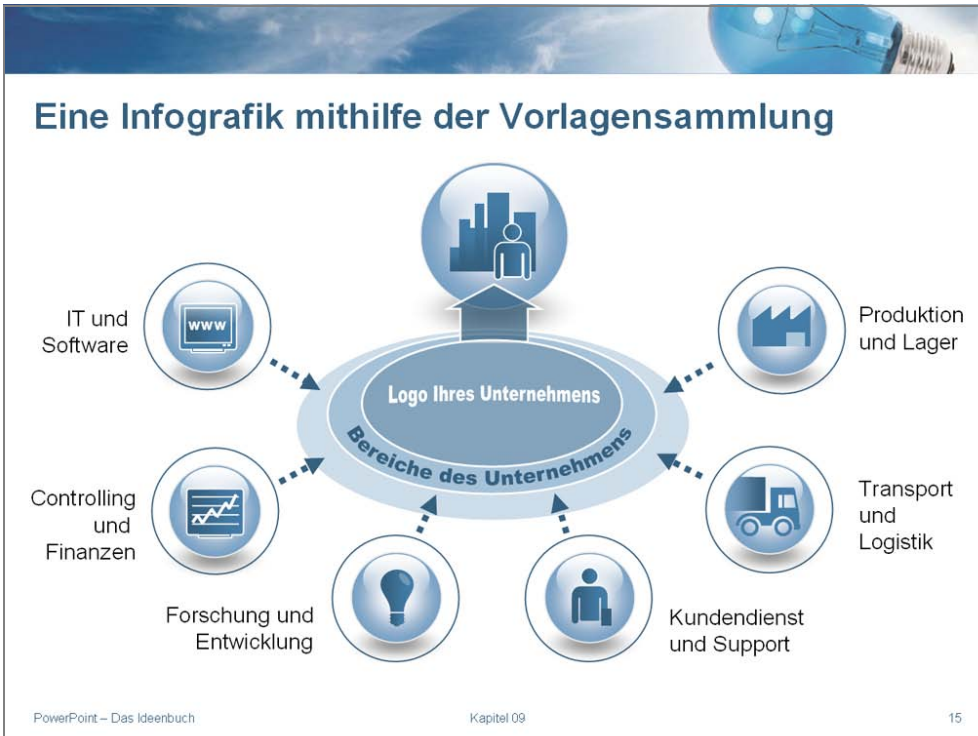 Eine Infografik mithilfe der Vorlagensammlung
IT und
Software
www
Produktion
und Lager
Logo Ihres Unternehmens
Bereiche des Unternehmens
Controlling
und
Finanzen
Transport
und
Logistik
Forschung und
Entwicklung
Kundendienst
und Support
PowerPoint – Das Ideenbuch
Kapitel 09
15